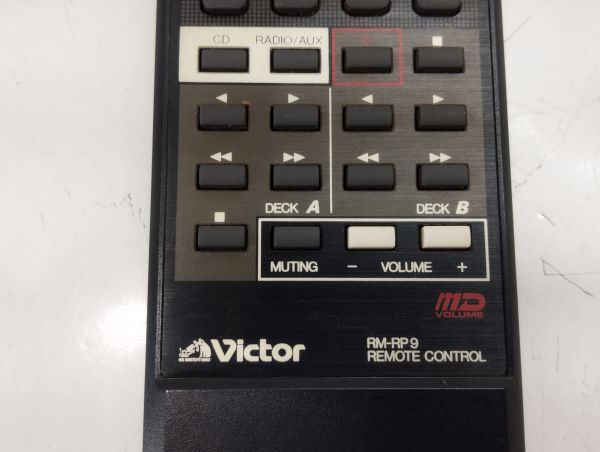 CD RADIO/AUX
DECK A DECK B
MUTING − VOLUME +
MD
VOLUME
Victor
RM-RP9
REMOTE CONTROL